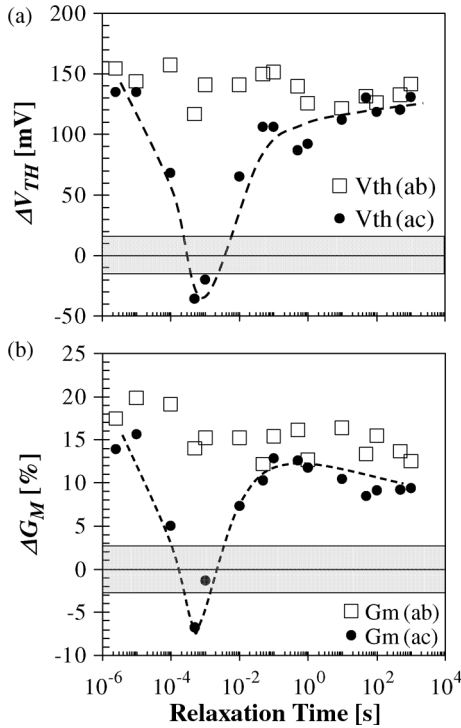 (a)
200
150
100
50
0
-50
ΔV_TH [mV]
Vth (ab)
Vth (ac)
(b)
25
20
15
10
5
0
-5
-10
ΔG_M [%]
Gm (ab)
Gm (ac)
10^-6 10^-4 10^-2 10^0 10^2 10^4
Relaxation Time [s]